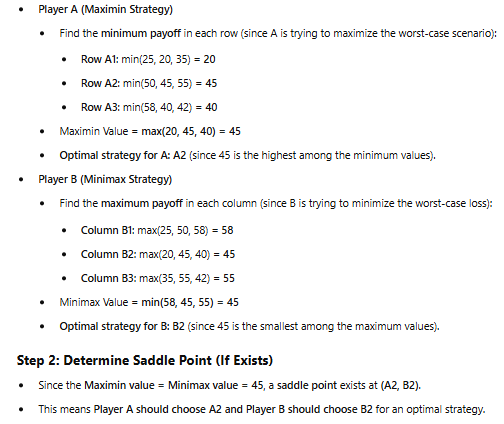 • Player A (Maximin Strategy)
• Find the minimum payoff in each row (since A is trying to maximize the worst-case scenario):
• Row A1: min(25, 20, 35) = 20
• Row A2: min(50, 45, 55) = 45
• Row A3: min(58, 40, 42) = 40
• Maximin Value = max(20, 45, 40) = 45
• Optimal strategy for A: A2 (since 45 is the highest among the minimum values).
• Player B (Minimax Strategy)
• Find the maximum payoff in each column (since B is trying to minimize the worst-case loss):
• Column B1: max(25, 50, 58) = 58
• Column B2: max(20, 45, 40) = 45
• Column B3: max(35, 55, 42) = 55
• Minimax Value = min(58, 45, 55) = 45
• Optimal strategy for B: B2 (since 45 is the smallest among the maximum values).
Step 2: Determine Saddle Point (If Exists)
• Since the Maximin value = Minimax value = 45, a saddle point exists at (A2, B2).
• This means Player A should choose A2 and Player B should choose B2 for an optimal strategy.